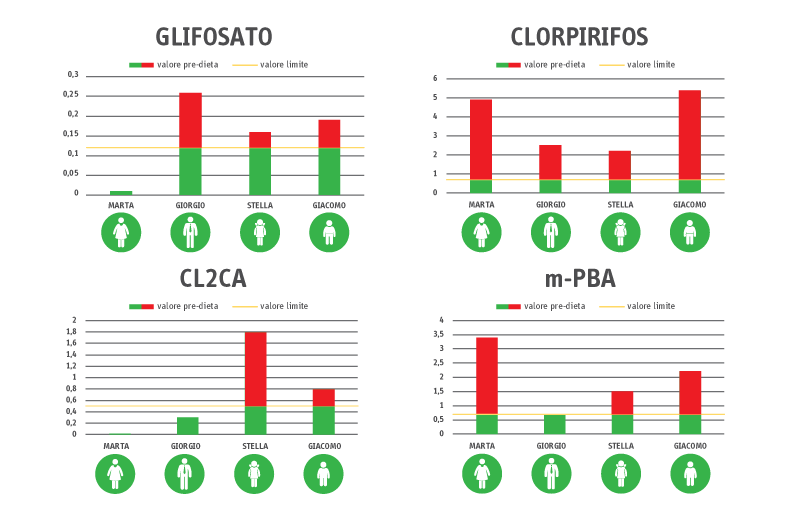 GLIFOSATO
valore pre-dieta valore limite
0,3
0,25
0,2
0,15
0,1
0,05
0
MARTA GIORGIO STELLA GIACOMO
CLORPIRIFOS
valore pre-dieta valore limite
6
5
4
3
2
1
0
MARTA GIORGIO STELLA GIACOMO
CL2CA
valore pre-dieta valore limite
2
1,8
1,6
1,4
1,2
1
0,8
0,6
0,4
0,2
0
MARTA GIORGIO STELLA GIACOMO
m-PBA
valore pre-dieta valore limite
4
3,5
3
2,5
2
1,5
1
0,5
0
MARTA GIORGIO STELLA GIACOMO